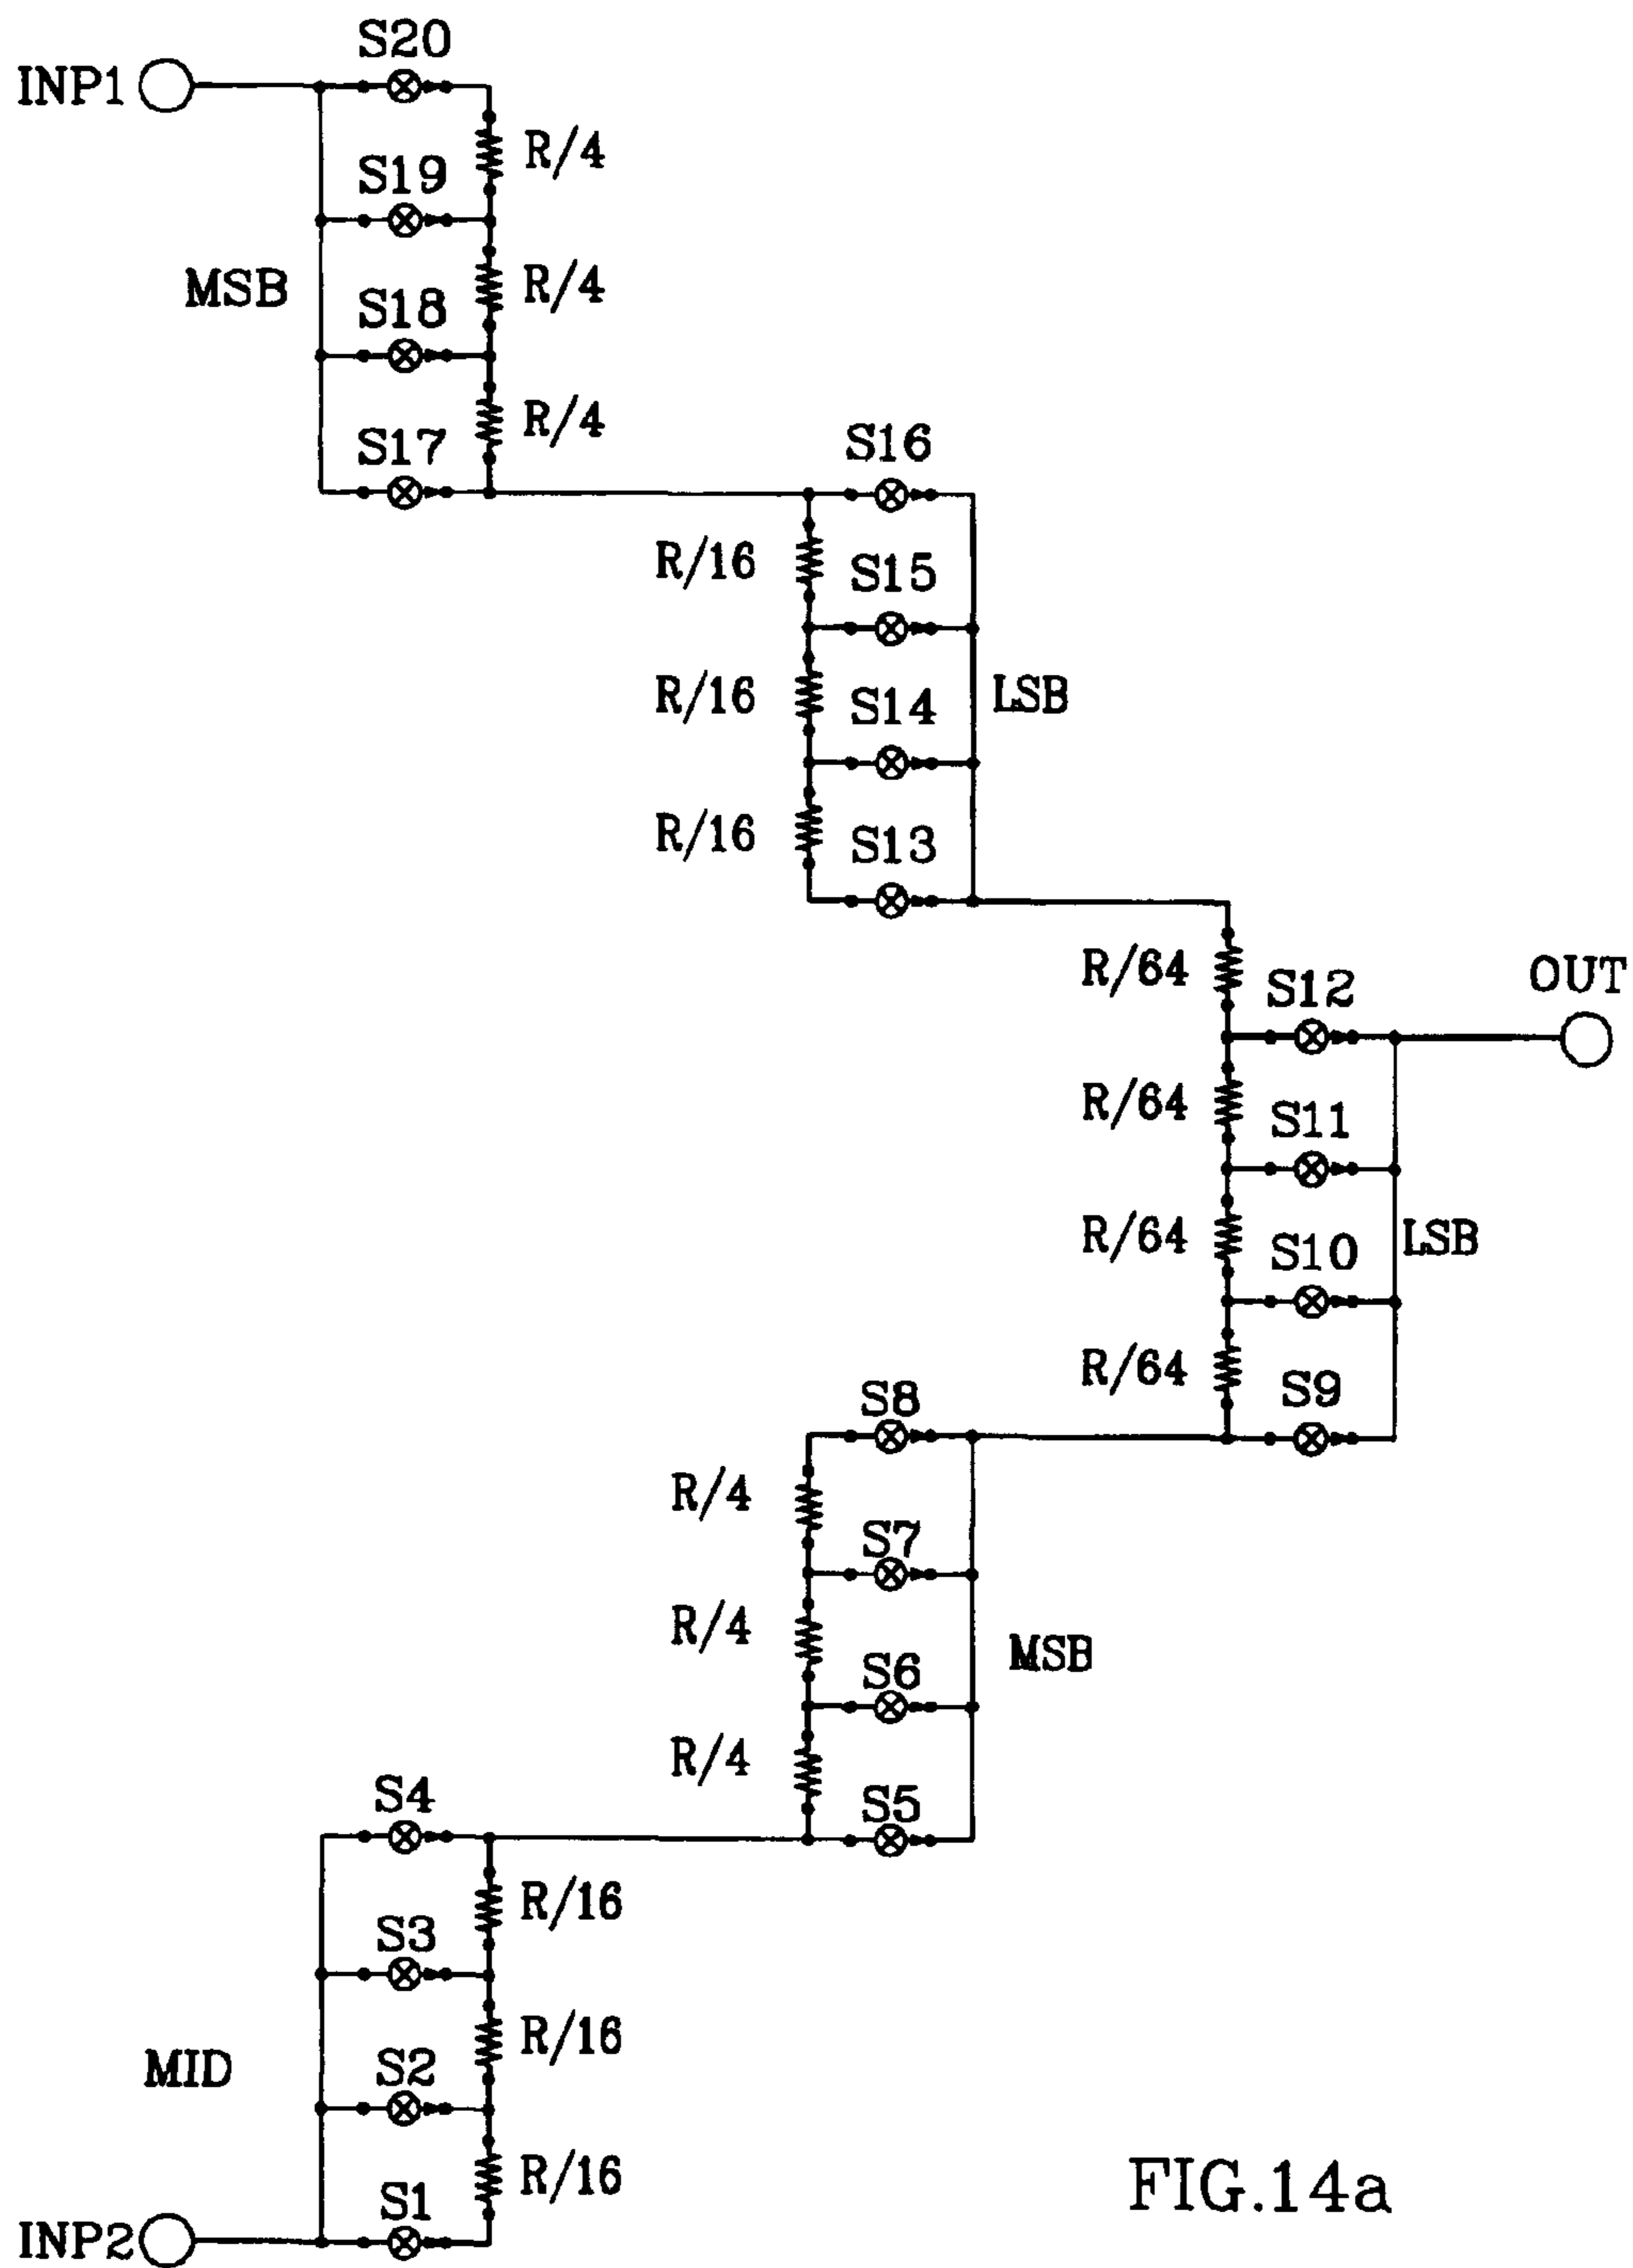 S20
INP1
R/4
S19
MSB
R/4
S18
R/4
S17
S16
R/16
S15
R/16
S14
LSB
R/16
S13
R/64
S12
OUT
R/64
S11
R/64
S10
LSB
R/64
S9
S8
R/4
S7
R/4
S6
MSB
R/4
S5
S4
R/16
S3
R/16
MID
S2
R/16
S1
INP2
FIG.14a